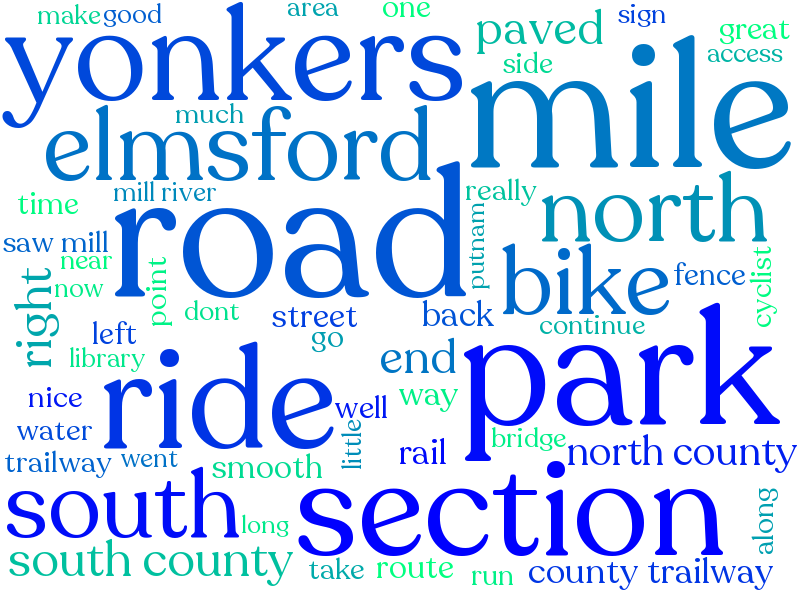 make
good
area
one
sign
great
access
yonkers
paved
side
mile
much
elmsford
mill river
really
north
time
road
putnam
saw mill
near
now
right
point
dont
bike
fence
cyclist
street
back
continue
left
go
library
end
park
ride
nice
way
well
water
little
bridge
rail
north county
trailway
went
smooth
south
section
long
along
south county
take
route
run
county trailway